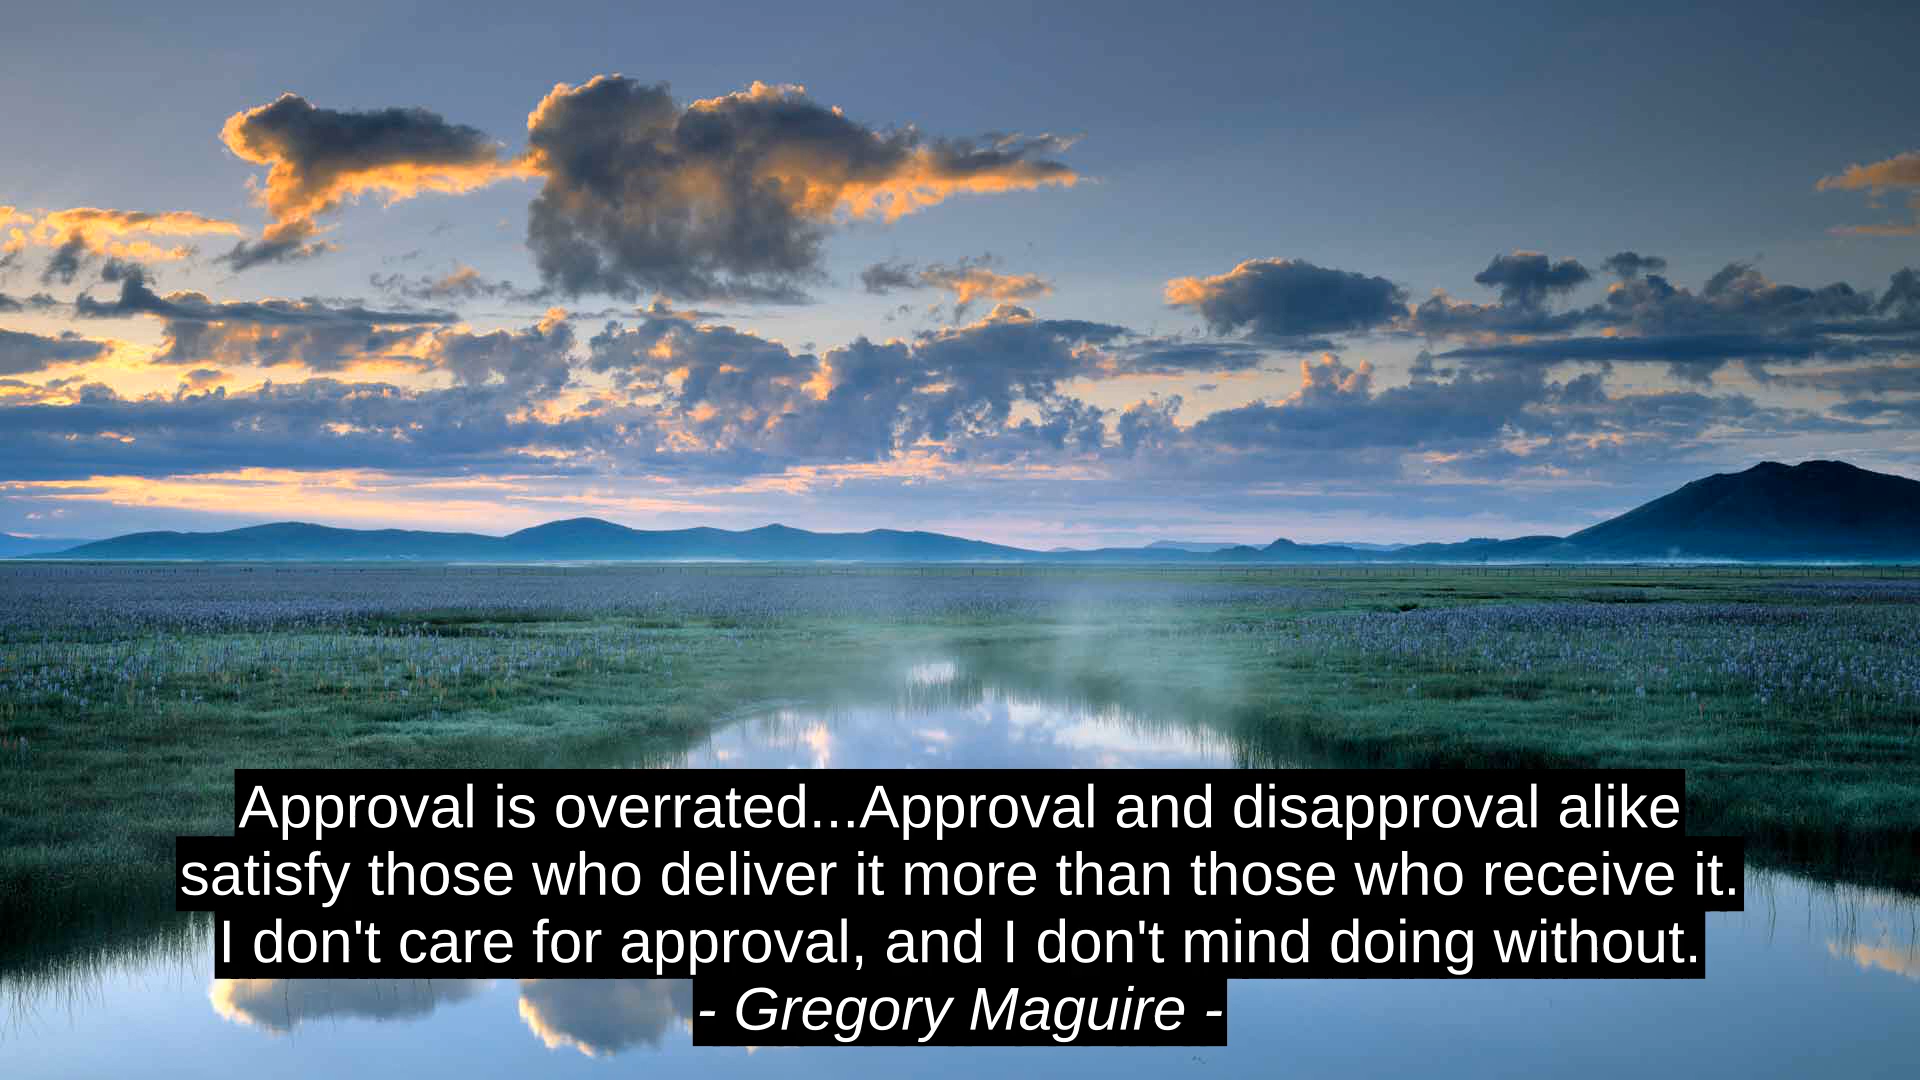 Approval is overrated...Approval and disapproval alike
satisfy those who deliver it more than those who receive it.
I don't care for approval, and I don't mind doing without.
- Gregory Maguire -